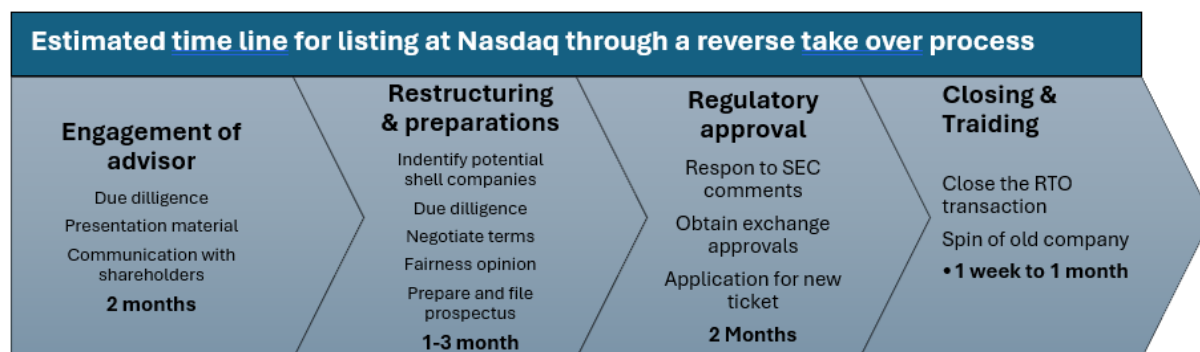 Estimated time line for listing at Nasdaq through a reverse take over process
Engagement of
advisor
Due dilligence
Presentation material
Communication with
shareholders
2 months
Restructuring
& preparations
Indentify potential
shell companies
Due dilligence
Negotiate terms
Fairness opinion
Prepare and file
prospectus
1-3 month
Regulatory
approval
Respon to SEC
comments
Obtain exchange
approvals
Application for new
ticket
2 Months
Closing &
Traiding
Close the RTO
transaction
Spin of old company
•1 week to 1 month